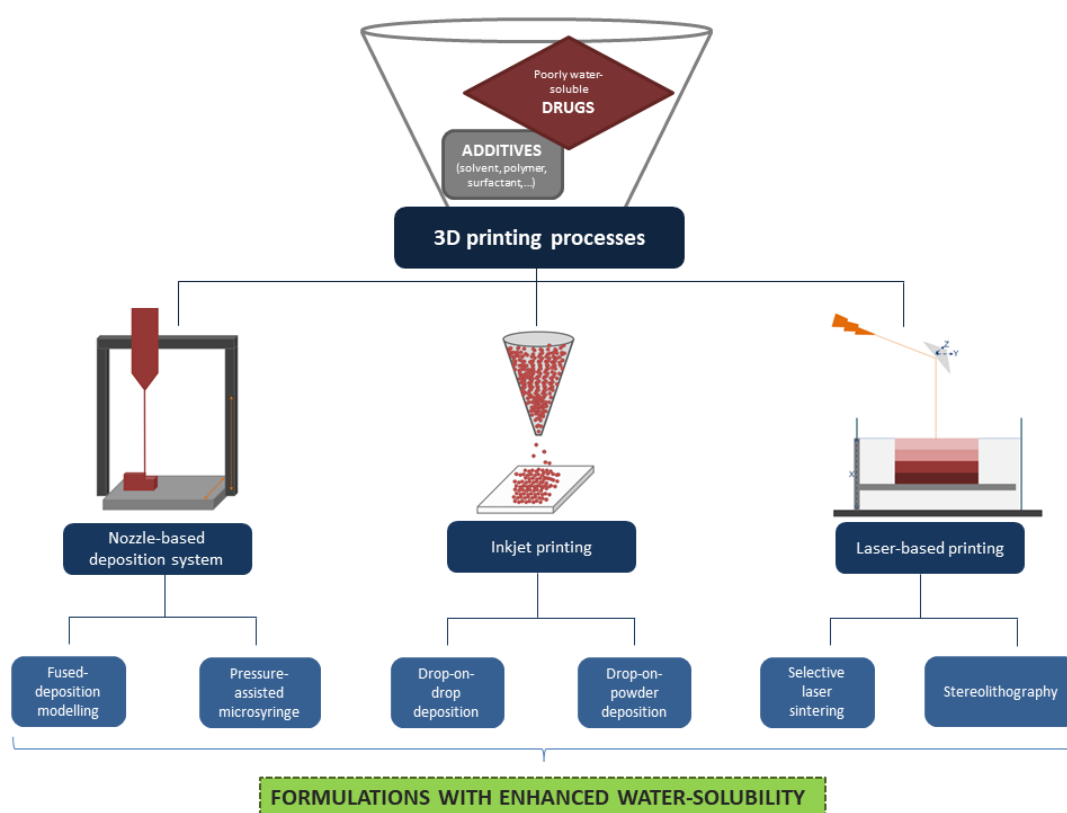 Poorly water-
soluble
DRUGS
ADDITIVES
(solvent, polymer,
surfactant,...)
3D printing processes
Z
Y
X
Nozzle-based
deposition system
Inkjet printing
Laser-based printing
Fused-
deposition
modelling
Pressure-
assisted
microsyringe
Drop-on-
drop
deposition
Drop-on-
powder
deposition
Selective
laser
sintering
Stereolithography
FORMULATIONS WITH ENHANCED WATER-SOLUBILITY